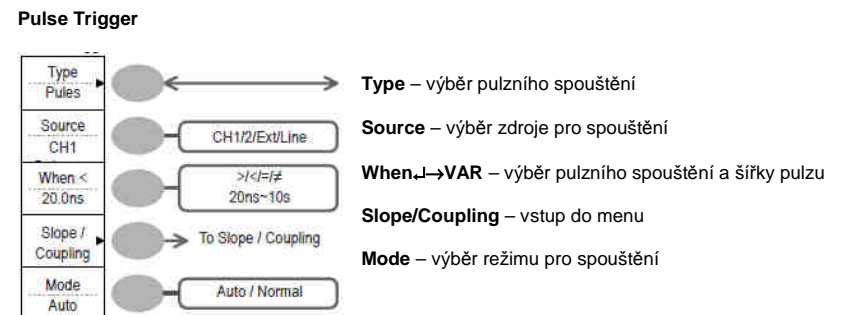 Pulse Trigger
Type
Pules
Type – výběr pulzního spouštění
Source
CH1
CH1/2/Ext/Line
Source – výběr zdroje pro spouštění
When <
20.0ns
>/</=/≠
20ns~10s
When↵→VAR – výběr pulzního spouštění a šířky pulzu
Slope /
Coupling
To Slope / Coupling
Slope/Coupling – vstup do menu
Mode
Auto
Auto / Normal
Mode – výběr režimu pro spouštění